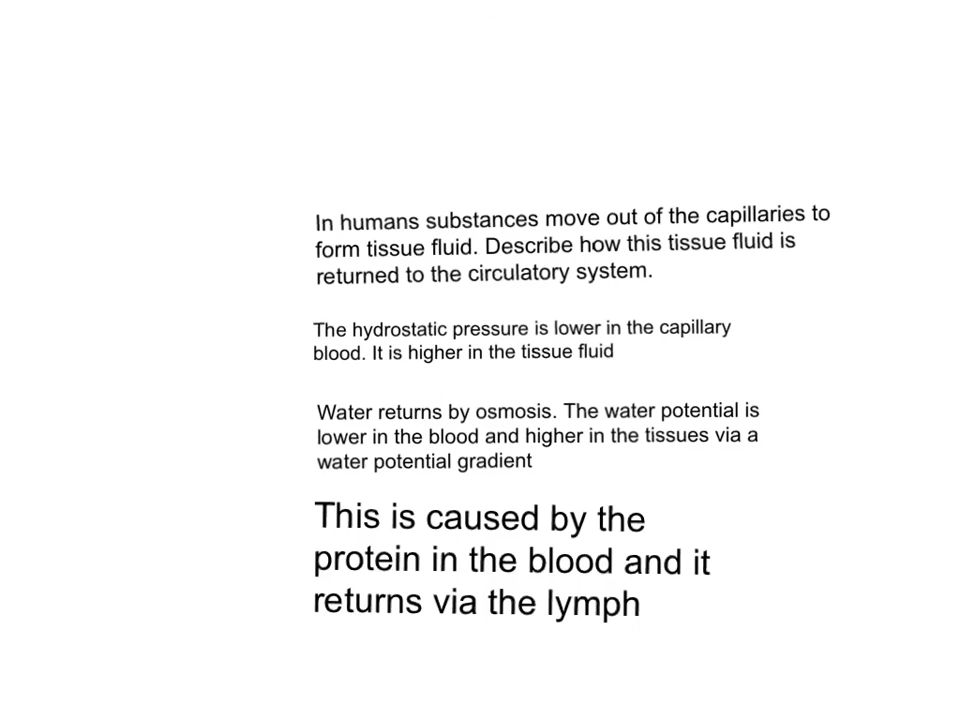 In humans substances move out of the capillaries to
form tissue fluid. Describe how this tissue fluid is
returned to the circulatory system.
The hydrostatic pressure is lower in the capillary
blood. It is higher in the tissue fluid
Water returns by osmosis. The water potential is
lower in the blood and higher in the tissues via a
water potential gradient
This is caused by the
protein in the blood and it
returns via the lymph